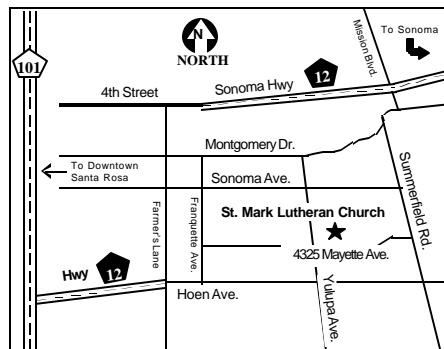 To Sonoma
Mission Blvd.
N
NORTH
101
12
Sonoma Hwy
4th Street
Montgomery Dr.
To Downtown
Santa Rosa
Sonoma Ave.
Summerfield Rd.
Farmer's Lane
Franquette Ave.
St. Mark Lutheran Church
4325 Mayette Ave.
Hwy
12
Hoen Ave.
Yulupa Ave.